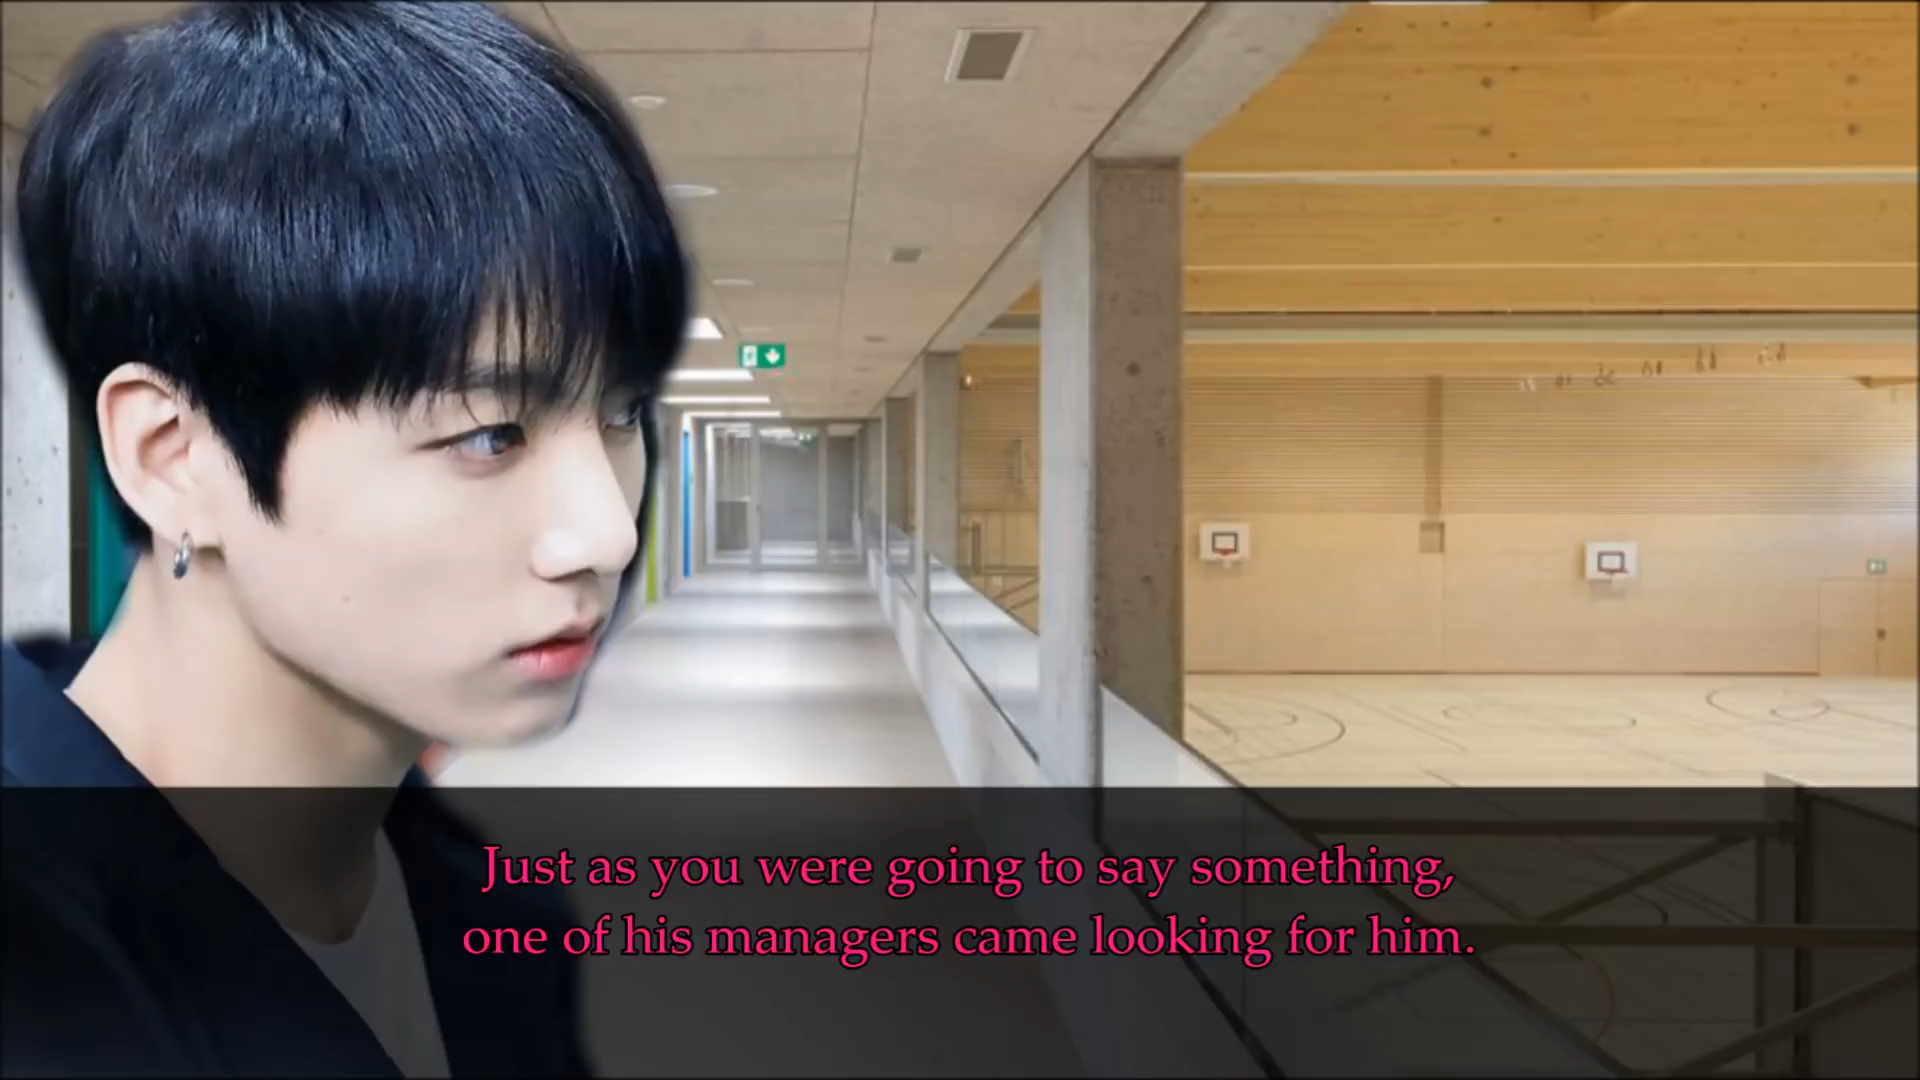 Just as you were going to say something,
one of his managers came looking for him.